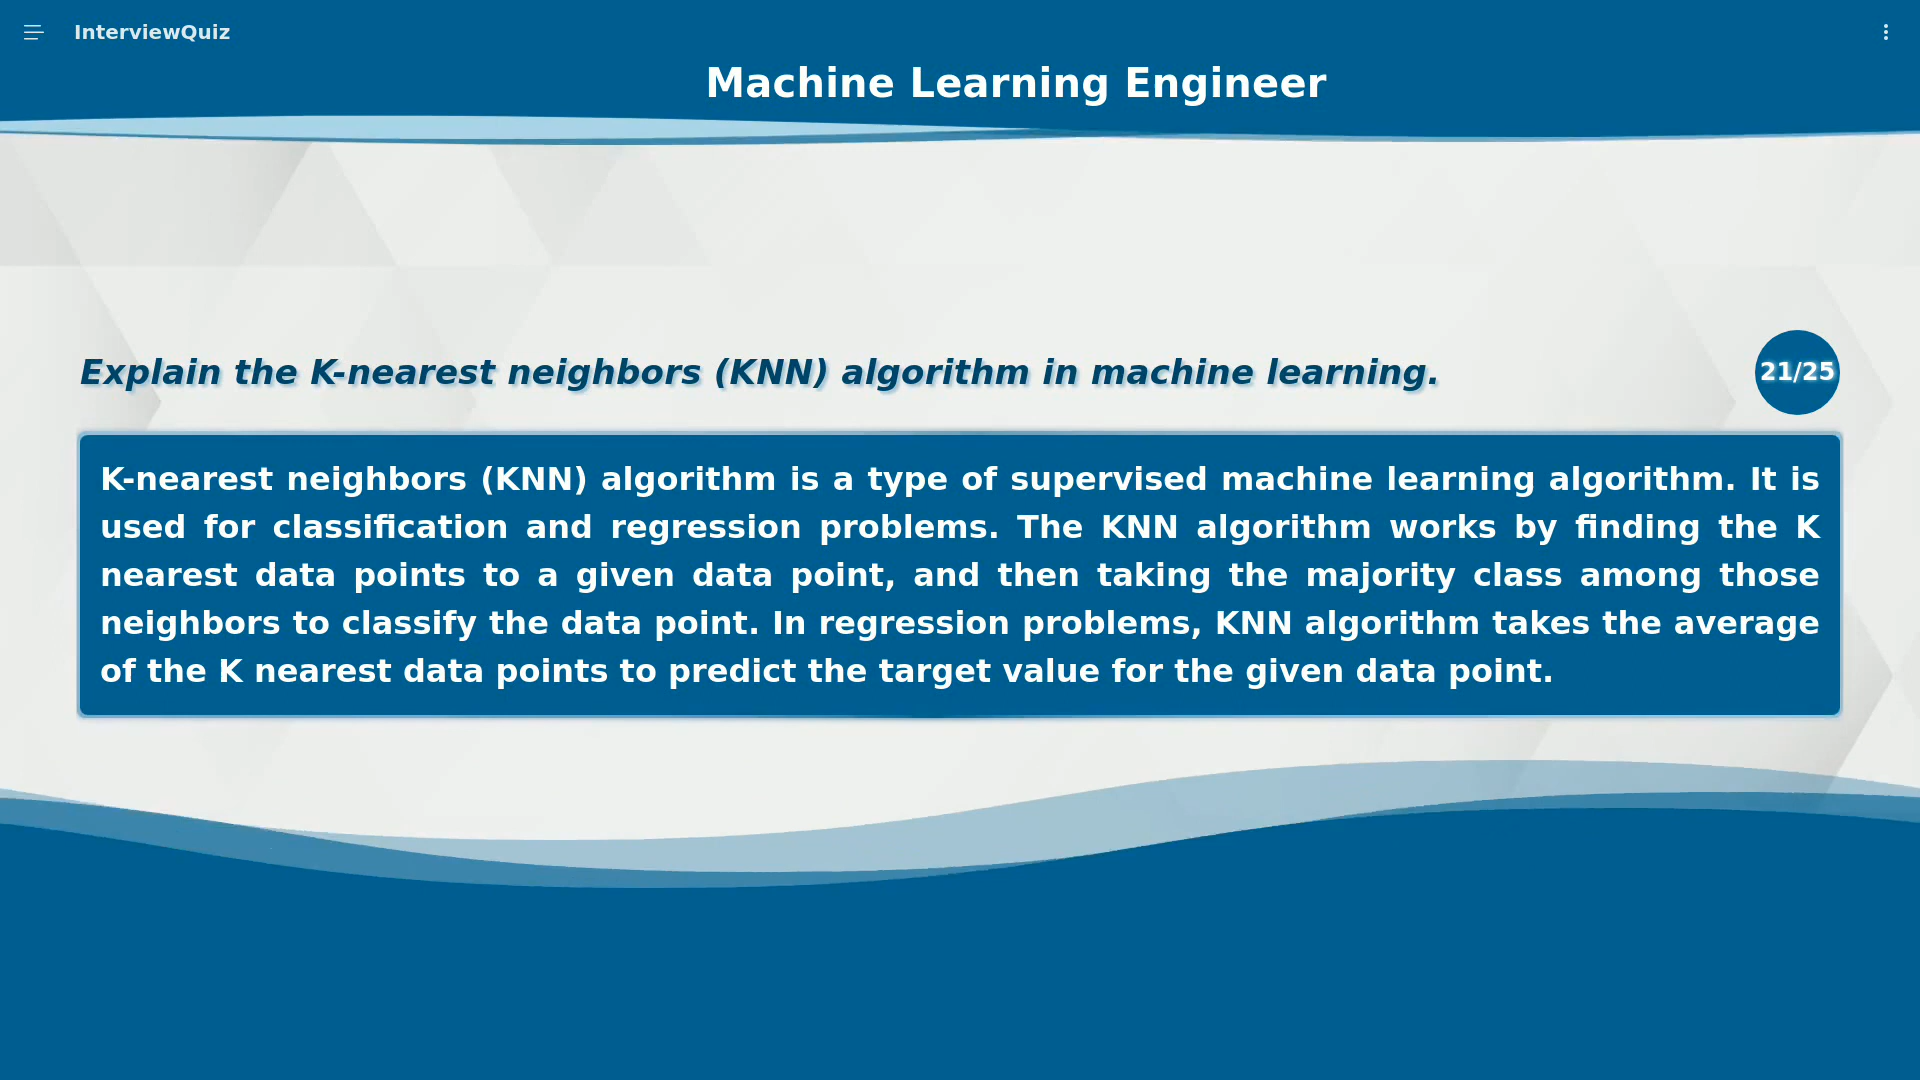 InterviewQuiz
Machine Learning Engineer
Explain the K-nearest neighbors (KNN) algorithm in machine learning.
21/25
K-nearest neighbors (KNN) algorithm is a type of supervised machine learning algorithm. It is
used for classification and regression problems. The KNN algorithm works by finding the K
nearest data points to a given data point, and then taking the majority class among those
neighbors to classify the data point. In regression problems, KNN algorithm takes the average
of the K nearest data points to predict the target value for the given data point.